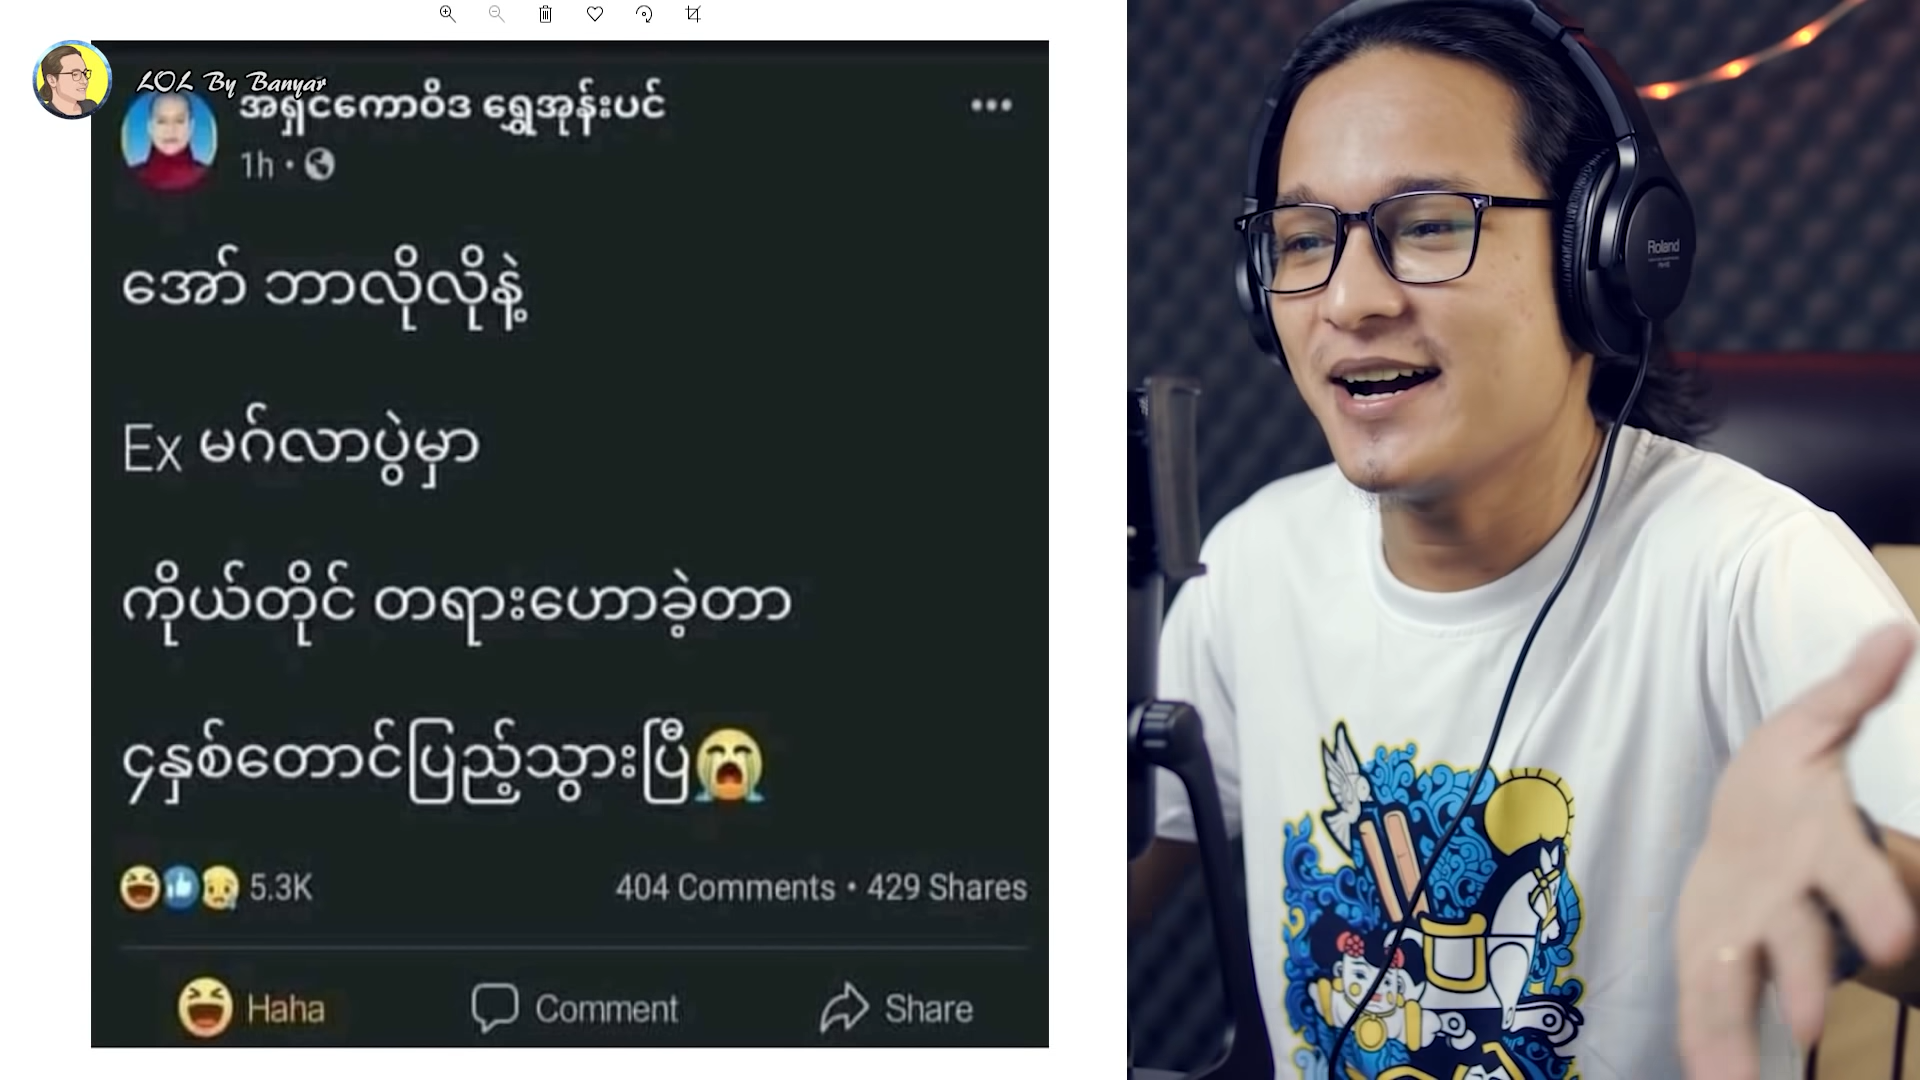 LOL By Banyar
အရှင်ကောဝိဒ ရွှေအုန်းပင်
1h
အော် ဘာလိုလိုနဲ့
Ex မင်္ဂလာပွဲမှာ
ကိုယ်တိုင် တရားဟောခဲ့တာ
၄နှစ်တောင်ပြည့်သွားပြီ😭
5.3K
404 Comments • 429 Shares
Haha
Comment
Share
Roland